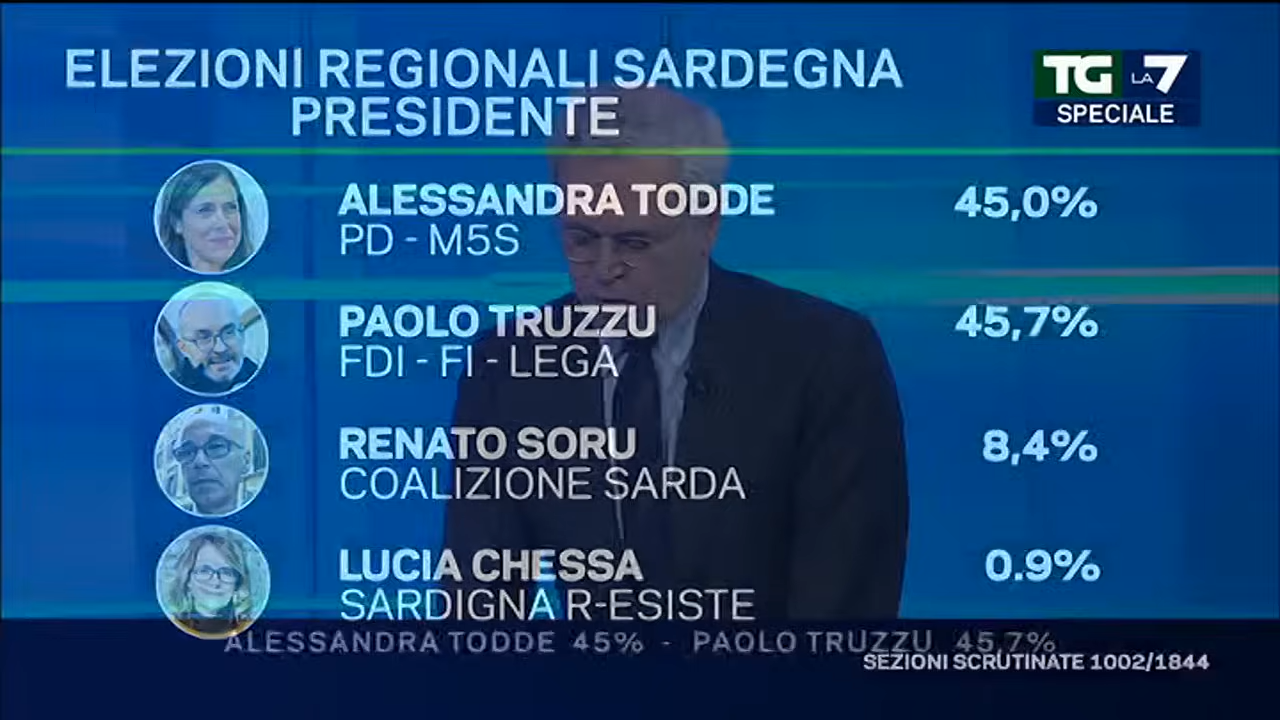 ELEZIONI REGIONALI SARDEGNA
PRESIDENTE
TG LA7
SPECIALE
ALESSANDRA TODDE
45,0%
PD - M5S
PAOLO TRUZZU
45,7%
FDI - FI - LEGA
RENATO SORU
8,4%
COALIZIONE SARDA
LUCIA CHESSA
0.9%
SARDIGNA R-ESISTE
ALESSANDRA TODDE 45% - PAOLO TRUZZU 45,7%
SEZIONI SCRUTINATE 1002/1844